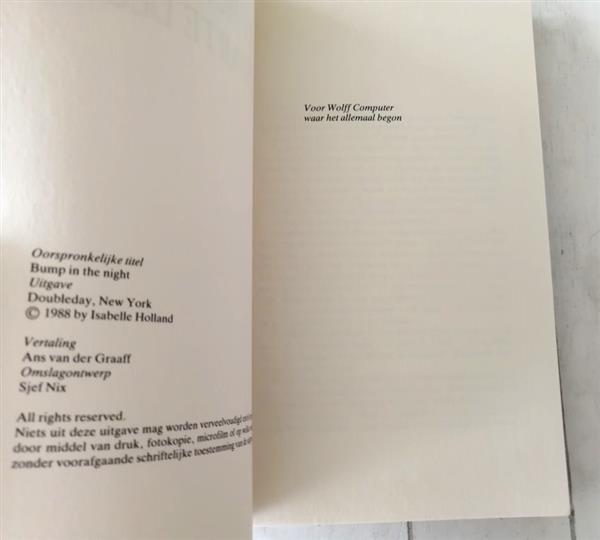 Oorspronkelijke titel
Bump in the night
Uitgave
Doubleday, New York
© 1988 by Isabelle Holland
Vertaling
Ans van der Graaff
Omslagontwerp
Sjef Nix
All rights reserved.
Niets uit deze uitgave mag worden verveelvoudigd
door middel van druk, fotokopie, microfilm of op
zonder voorafgaande schriftelijke toestemming van de
Voor Wolff Computer
waar het allemaal begon